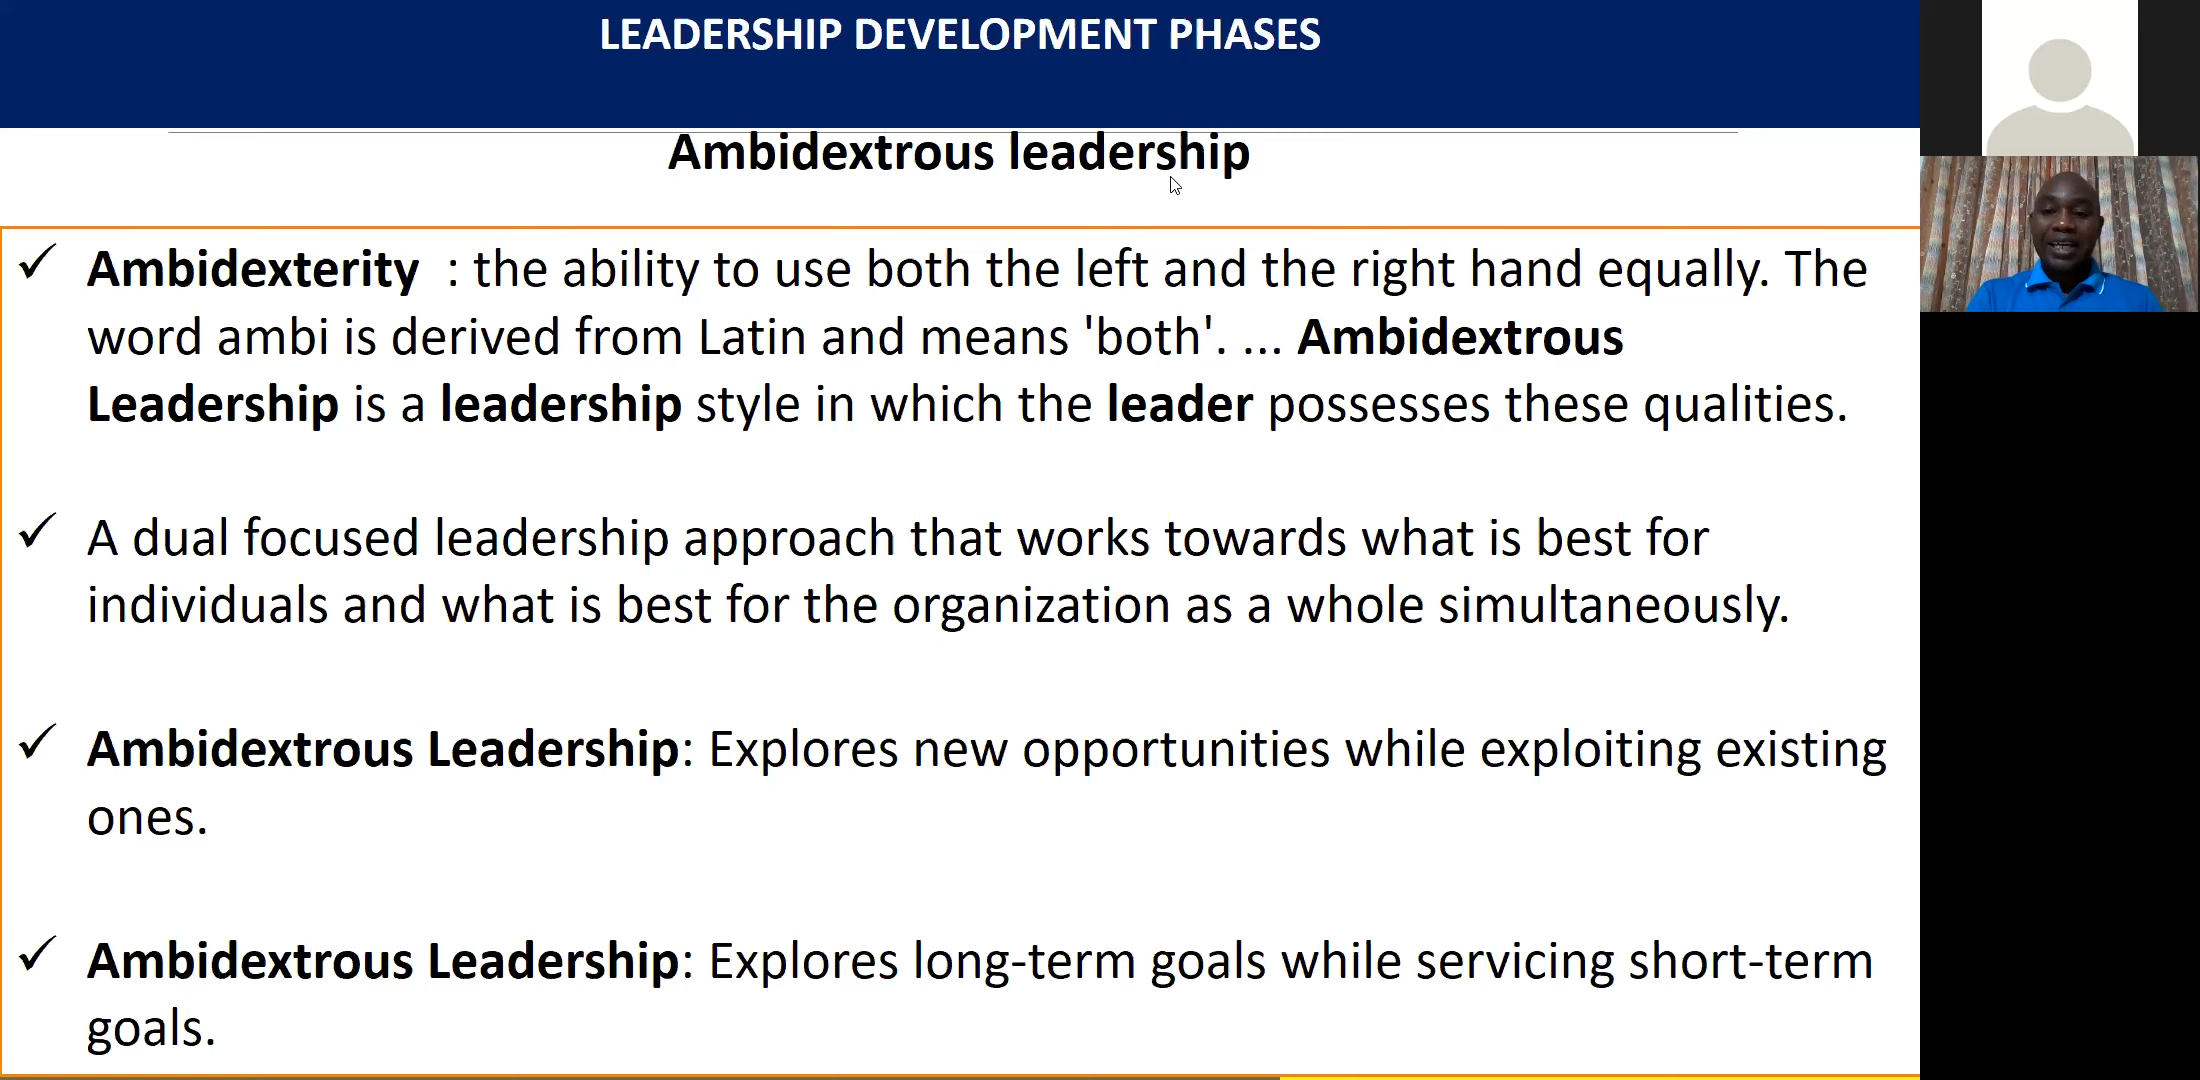 LEADERSHIP DEVELOPMENT PHASES
Ambidextrous leadership
✓ Ambidexterity : the ability to use both the left and the right hand equally. The
word ambi is derived from Latin and means 'both'. ... Ambidextrous
Leadership is a leadership style in which the leader possesses these qualities.
✓ A dual focused leadership approach that works towards what is best for
individuals and what is best for the organization as a whole simultaneously.
✓ Ambidextrous Leadership: Explores new opportunities while exploiting existing
ones.
✓ Ambidextrous Leadership: Explores long-term goals while servicing short-term
goals.